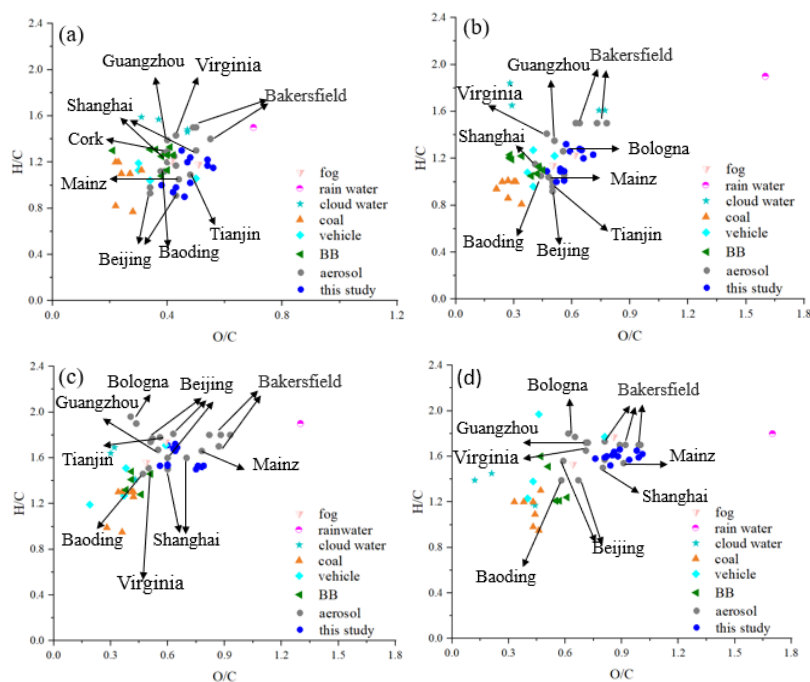 (a)
2.4
2.0
1.6
1.2
0.8
0.4
0.0
H/C
Guangzhou
Virginia
Shanghai
Bakersfield
Cork
Mainz
Tianjin
Beijing
Baoding
fog
rain water
cloud water
coal
vehicle
BB
aerosol
this study
0.0 0.4 0.8 1.2
O/C
(b)
2.4
2.0
1.6
1.2
0.8
0.4
0.0
H/C
Guangzhou
Bakersfield
Virginia
Shanghai
Bologna
Mainz
Tianjin
Baoding
Beijing
fog
rain water
cloud water
coal
vehicle
BB
aerosol
this study
0.0 0.3 0.6 0.9 1.2 1.5 1.8
O/C
(c)
2.4
2.0
1.6
1.2
0.8
0.4
0.0
H/C
Bologna
Beijing
Bakersfield
Guangzhou
Tianjin
Mainz
Baoding
Shanghai
Virginia
fog
rainwater
cloud water
coal
vehicle
BB
aerosol
this study
0.0 0.3 0.6 0.9 1.2 1.5 1.8
O/C
(d)
2.4
2.0
1.6
1.2
0.8
0.4
0.0
H/C
Bologna
Bakersfield
Guangzhou
Virginia
Mainz
Shanghai
Beijing
Baoding
fog
rain water
cloud water
coal
vehicle
BB
aerosol
this study
0.0 0.3 0.6 0.9 1.2 1.5 1.8
O/C